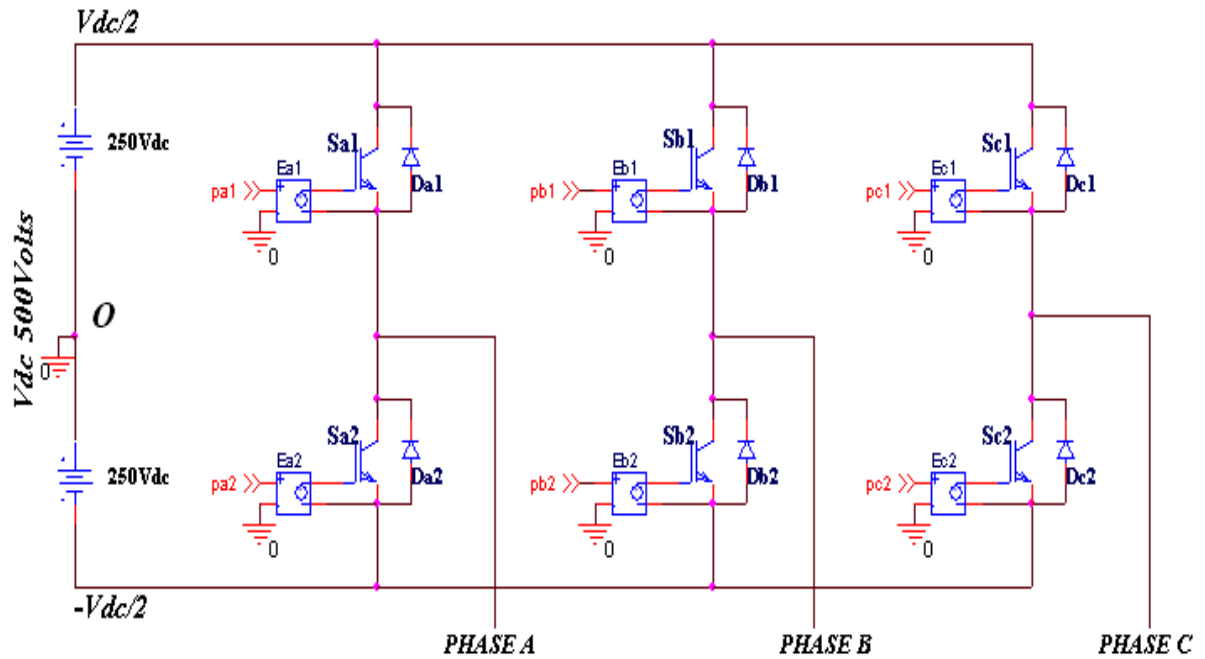 Vdc/2
250Vdc
Sa1
Ea1
pa1
Da1
0
Sb1
Eb1
pb1
Db1
0
Sc1
Ec1
pc1
Dc1
0
Vdc 500Volts
O
0
250Vdc
Sa2
Ea2
pa2
Da2
0
Sb2
Eb2
pb2
Db2
0
Sc2
Ec2
pc2
Dc2
0
-Vdc/2
PHASE A
PHASE B
PHASE C